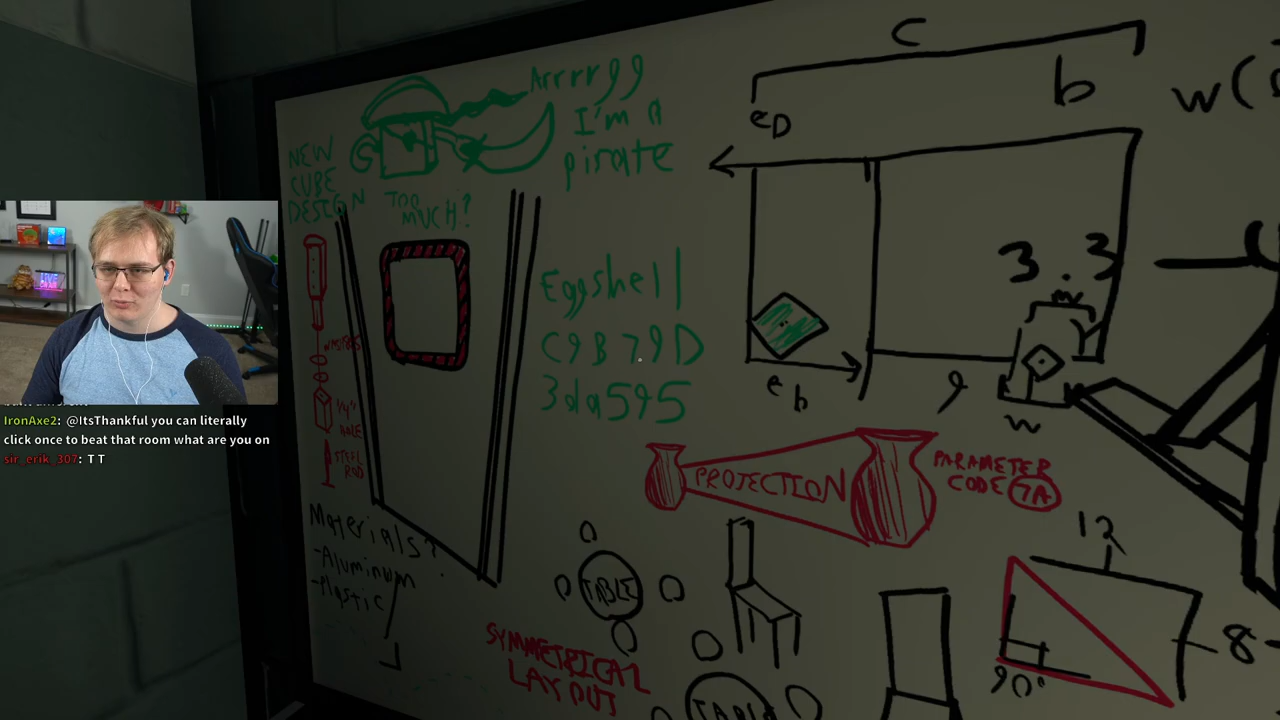 Arrrrgg
I'm a
pirate
NEW
CUBE
DESIGN
TOO
MUCH?
Eggshell
C9B79D
3da595
C
b
eD
w(
3.3
e b
g
w
PROJECTION
PARAMETER
CODE 7A
Materials?
-Aluminum
-Plastic
TABLE
SYMMETRICAL
LAYOUT
TABLE
12
8-
90°
IronAxe2: @ItsThankful you can literally
click once to beat that room what are you on
sir_erik_307: T T